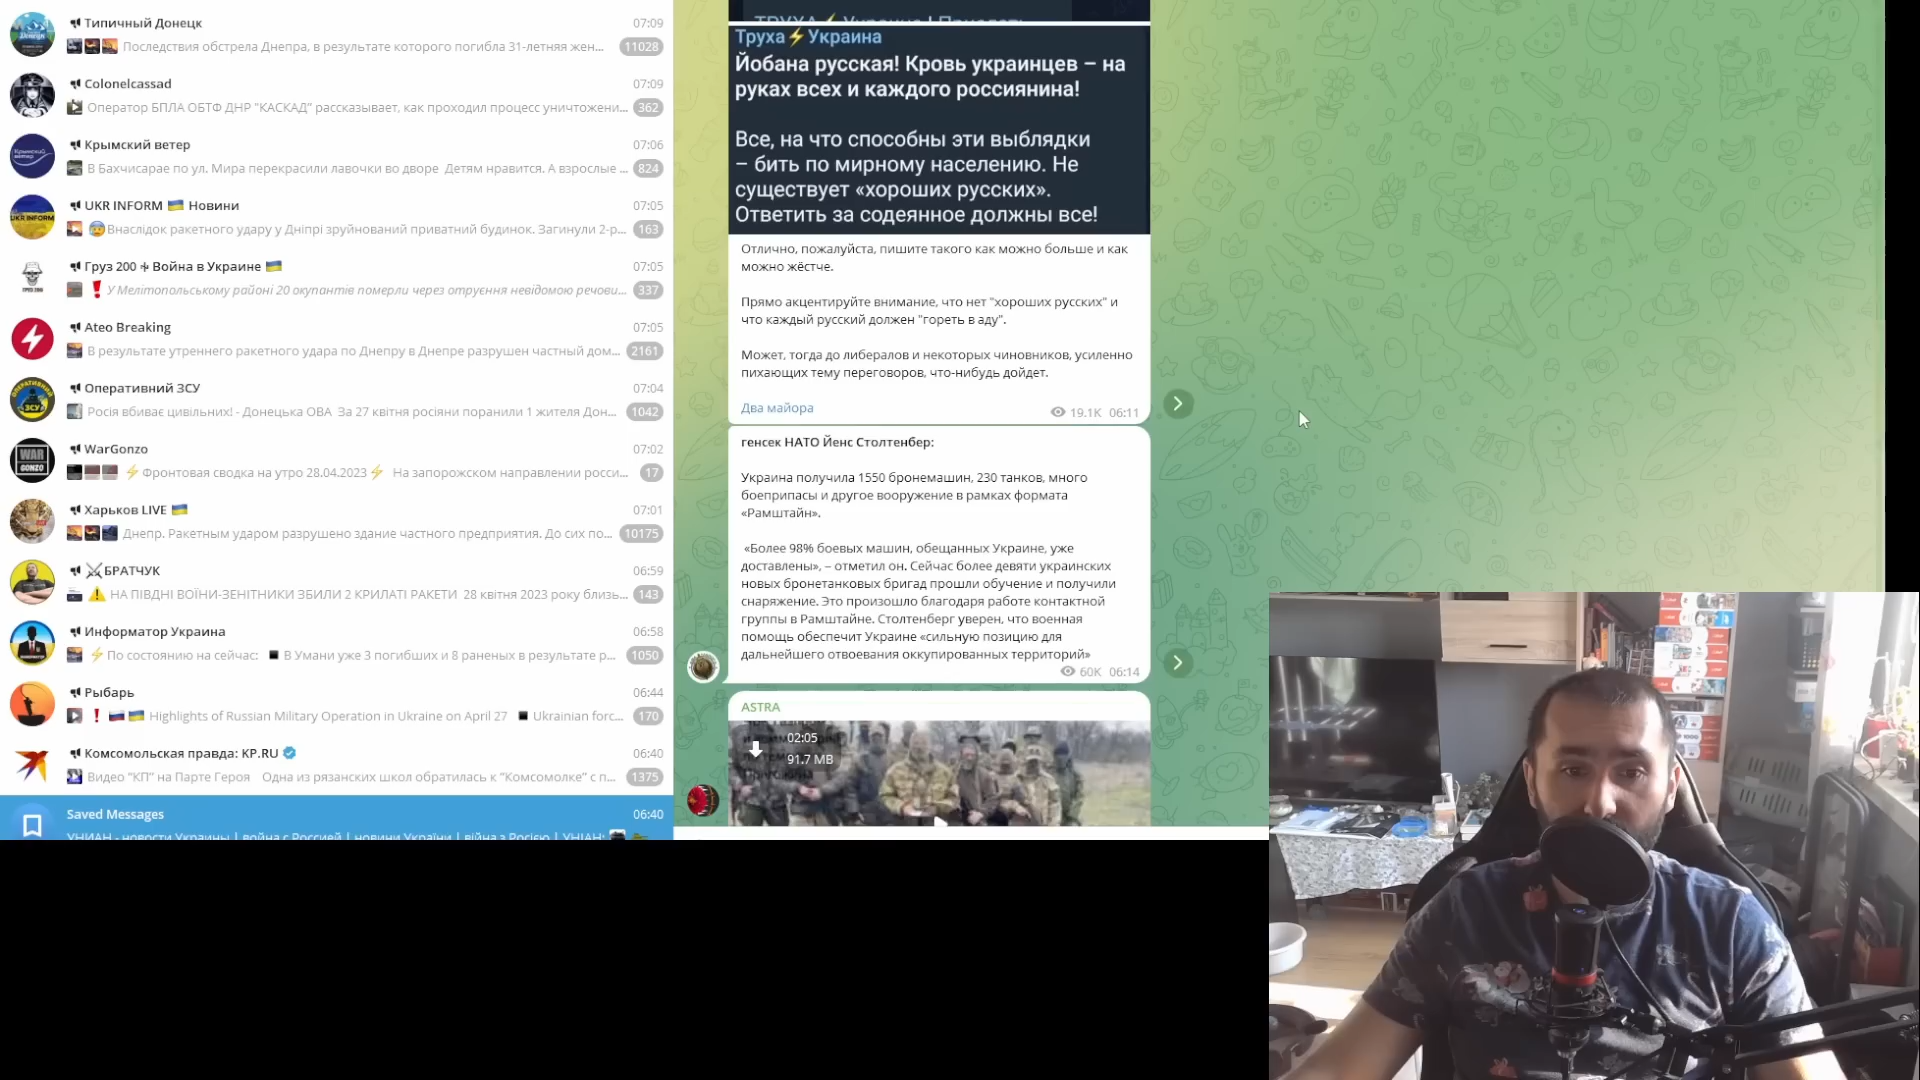 Типичный Донецк 07:09
Последствия обстрела Днепра, в результате которого погибла 31-летняя жен... 11028
Colonelcassad 07:09
Оператор БПЛА ОБТФ ДНР "КАСКАД" рассказывает, как проходил процесс уничтожени... 362
Крымский ветер 07:06
В Бахчисарае по ул. Мира перекрасили лавочки во дворе Детям нравится. А взрослые ... 824
UKR INFORM 🇺🇦 Новини 07:05
😰Внаслідок ракетного удару у Дніпрі зруйнований приватний будинок. Загинули 2-р... 163
Груз 200 Война в Украине 🇺🇦 07:05
❗ У Мелітопольському районі 20 окупантів померли через отруєння невідомою речови... 337
Ateo Breaking 07:05
В результате утреннего ракетного удара по Днепру в Днепре разрушен частный дом... 2161
Оперативний ЗСУ 07:04
Росія вбиває цивільних! - Донецька ОВА За 27 квітня росіяни поранили 1 жителя Дон... 1042
WarGonzo 07:02
⚡Фронтовая сводка на утро 28.04.2023⚡ На запорожском направлении росси... 17
Харьков LIVE 🇺🇦 07:01
Днепр. Ракетным ударом разрушено здание частного предприятия. До сих по... 10175
⚔БРАТЧУК 06:59
⚠ НА ПІВДНІ ВОЇНИ-ЗЕНІТНИКИ ЗБИЛИ 2 КРИЛАТІ РАКЕТИ 28 квітня 2023 року близь... 143
Информатор Украина 06:58
⚡По состоянию на сейчас: ◾ В Умани уже 3 погибших и 8 раненых в результате р... 1050
Рыбарь 06:44
❗🇷🇺🇺🇦 Highlights of Russian Military Operation in Ukraine on April 27 ◾ Ukrainian forc... 170
Комсомольская правда: KP.RU 06:40
Видео "КП" на Парте Героя Одна из рязанских школ обратилась к "Комсомолке" с п... 1375
Saved Messages 06:40
УНИАН - новости Украины | война с Россией | новини України | війна з Росією | УНІАН:
Труха⚡Украина
Йобана русская! Кровь украинцев – на
руках всех и каждого россиянина!
Все, на что способны эти выблядки
– бить по мирному населению. Не
существует «хороших русских».
Ответить за содеянное должны все!
Отлично, пожалуйста, пишите такого как можно больше и как
можно жёстче.
Прямо акцентируйте внимание, что нет "хороших русских" и
что каждый русский должен "гореть в аду".
Может, тогда до либералов и некоторых чиновников, усиленно
пихающих тему переговоров, что-нибудь дойдет.
Два майора 19.1K 06:11
генсек НАТО Йенс Столтенбер:
Украина получила 1550 бронемашин, 230 танков, много
боеприпасы и другое вооружение в рамках формата
«Рамштайн».
«Более 98% боевых машин, обещанных Украине, уже
доставлены», – отметил он. Сейчас более девяти украинских
новых бронетанковых бригад прошли обучение и получили
снаряжение. Это произошло благодаря работе контактной
группы в Рамштайне. Столтенберг уверен, что военная
помощь обеспечит Украине «сильную позицию для
дальнейшего отвоевания оккупированных территорий»
60K 06:14
ASTRA
02:05
91.7 MB